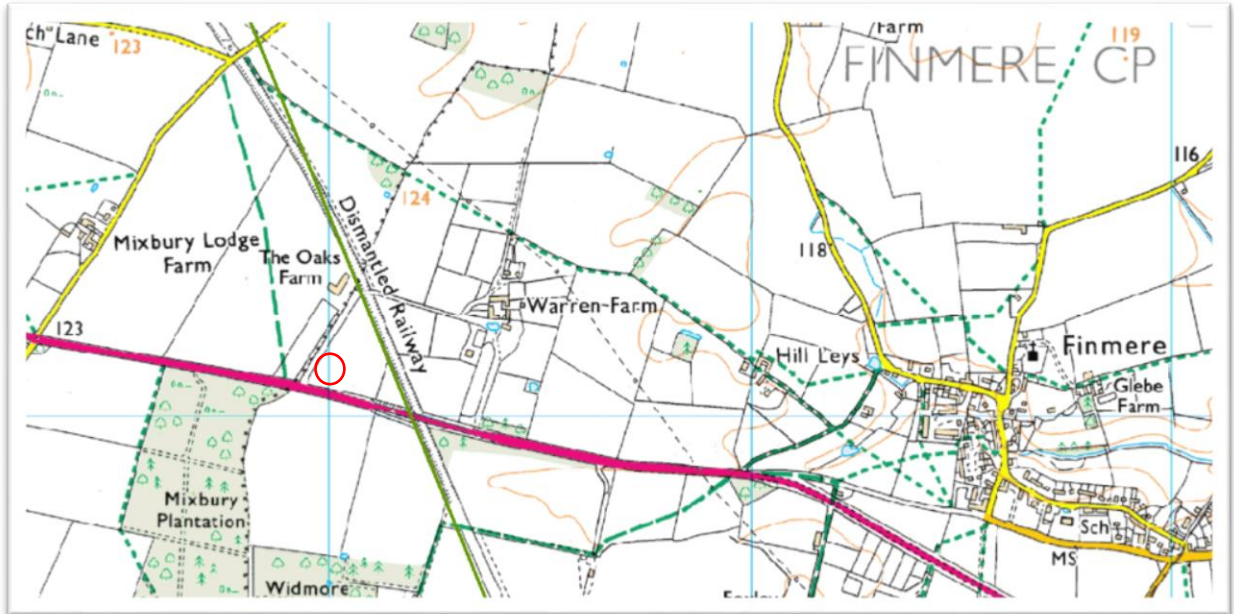 ch Lane
123
Farm
119
FINMERE CP
116
124
118
Mixbury Lodge
Farm
The Oaks
Farm
Dismantled Railway
Warren Farm
123
Hill Leys
Finmere
Glebe
Farm
Mixbury
Plantation
Sch
MS
Widmore